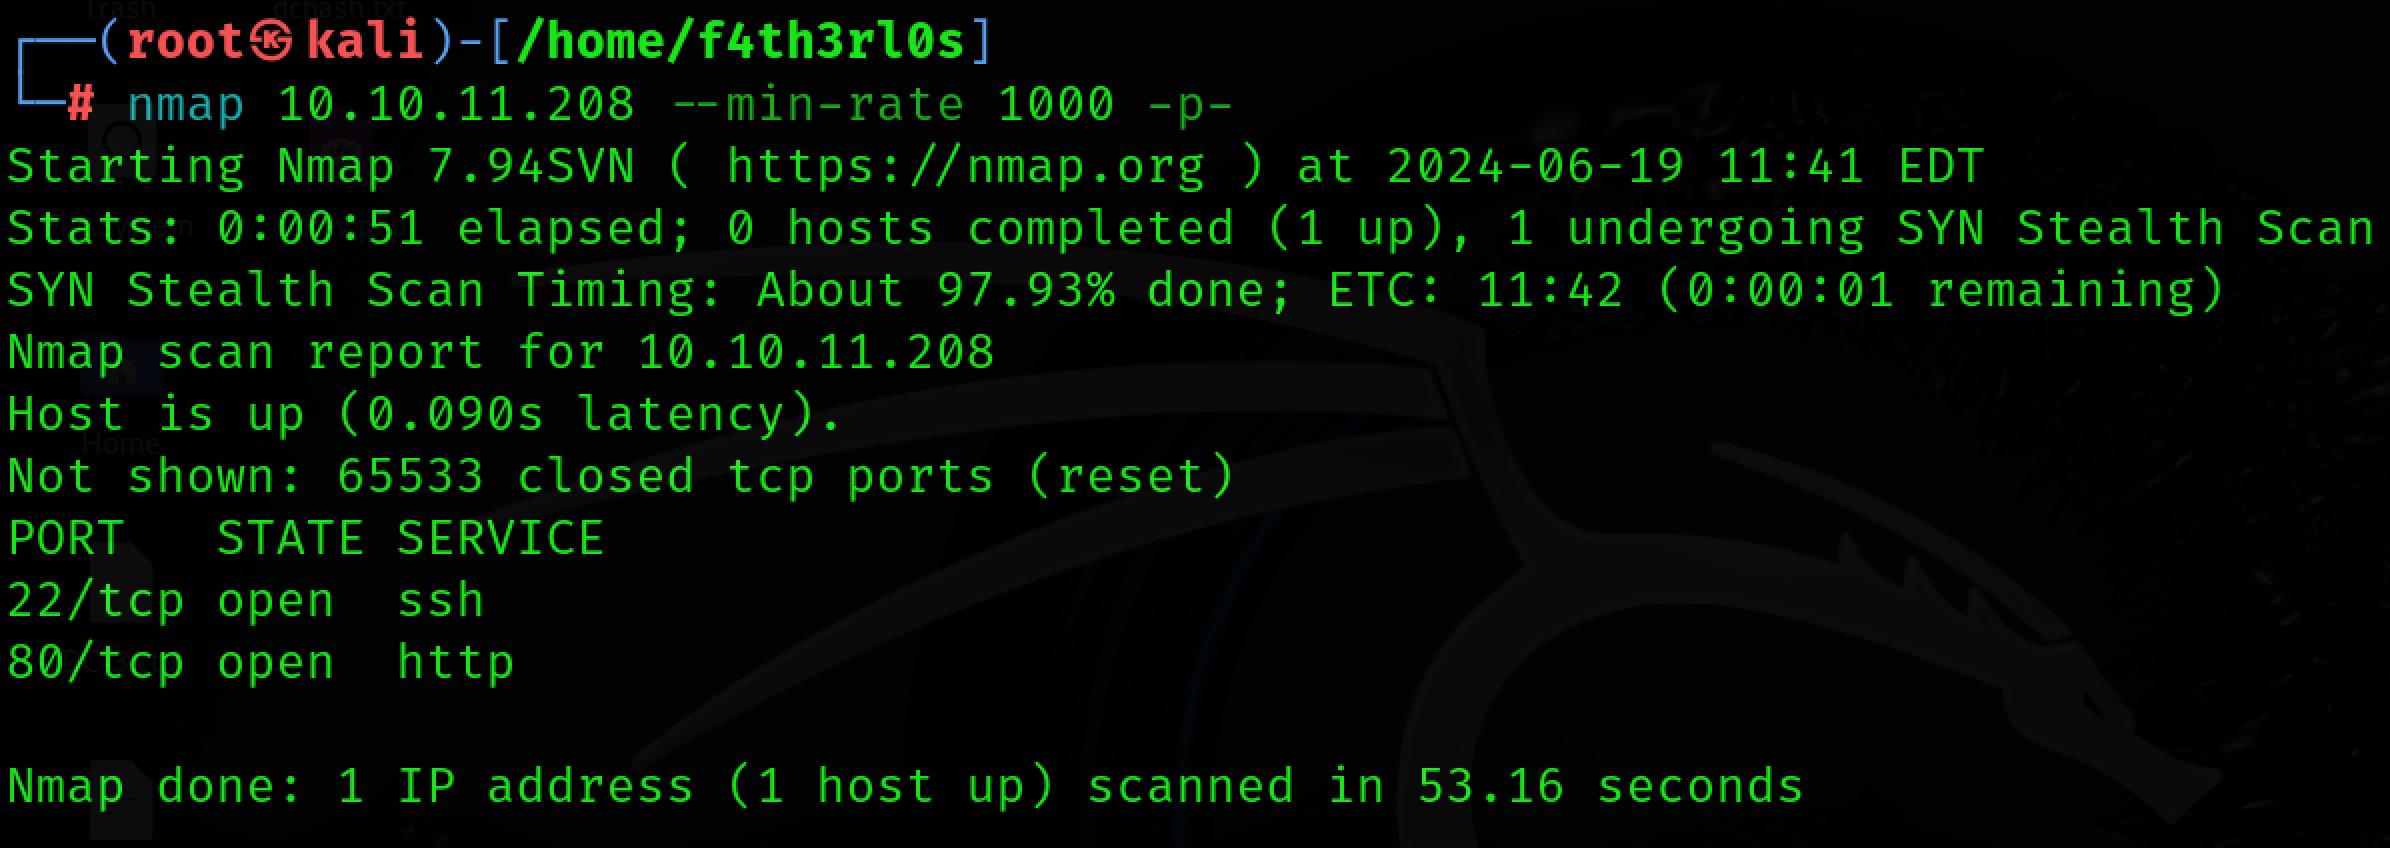 Trash dchash.txt
┌──(root㉿kali)-[/home/f4th3rl0s]
└─# nmap 10.10.11.208 --min-rate 1000 -p-
Starting Nmap 7.94SVN ( https://nmap.org ) at 2024-06-19 11:41 EDT
Stats: 0:00:51 elapsed; 0 hosts completed (1 up), 1 undergoing SYN Stealth Scan
SYN Stealth Scan Timing: About 97.93% done; ETC: 11:42 (0:00:01 remaining)
Nmap scan report for 10.10.11.208
Host is up (0.090s latency).
Home
Not shown: 65533 closed tcp ports (reset)
PORT   STATE SERVICE
22/tcp open  ssh
80/tcp open  http
Nmap done: 1 IP address (1 host up) scanned in 53.16 seconds